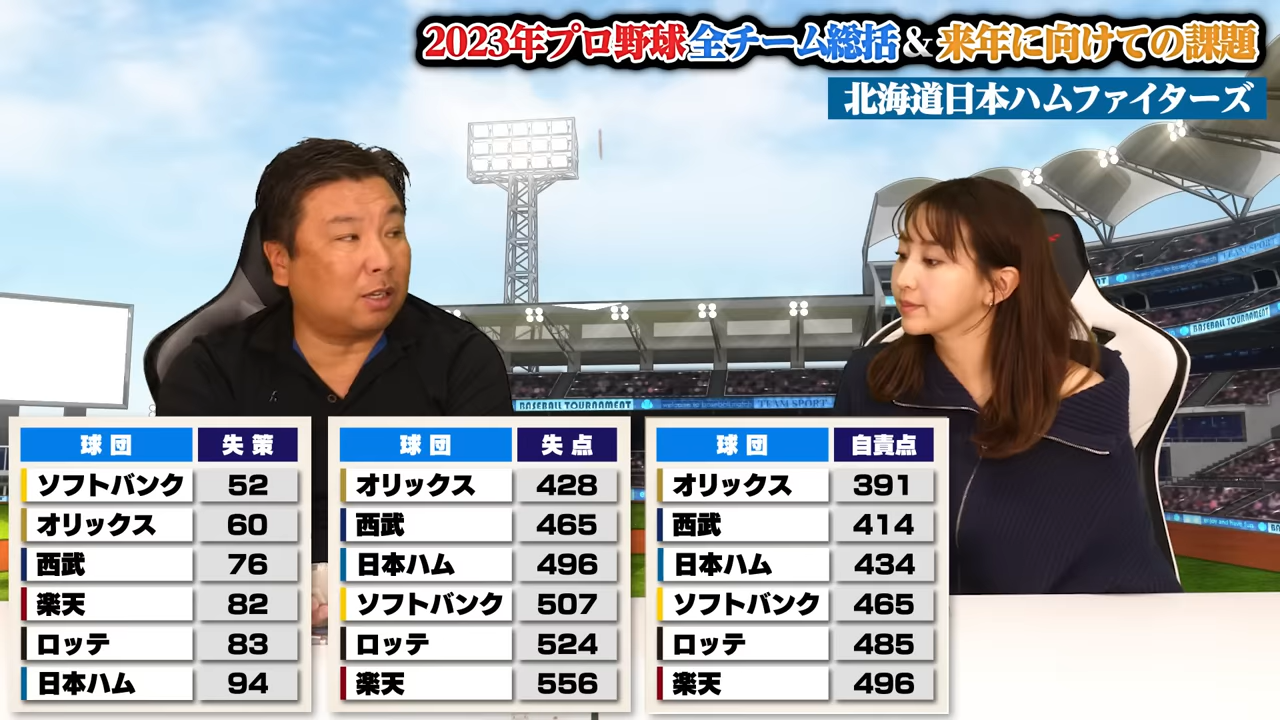 2023年プロ野球 全チーム総括 & 来年に向けての課題
北海道日本ハムファイターズ
BASEBALL TOURNAMENT
TEAM SPORT
BASEBALL TOURNAMENT
球団 失策
ソフトバンク 52
オリックス 60
西武 76
楽天 82
ロッテ 83
日本ハム 94
球団 失点
オリックス 428
西武 465
日本ハム 496
ソフトバンク 507
ロッテ 524
楽天 556
球団 自責点
オリックス 391
西武 414
日本ハム 434
ソフトバンク 465
ロッテ 485
楽天 496